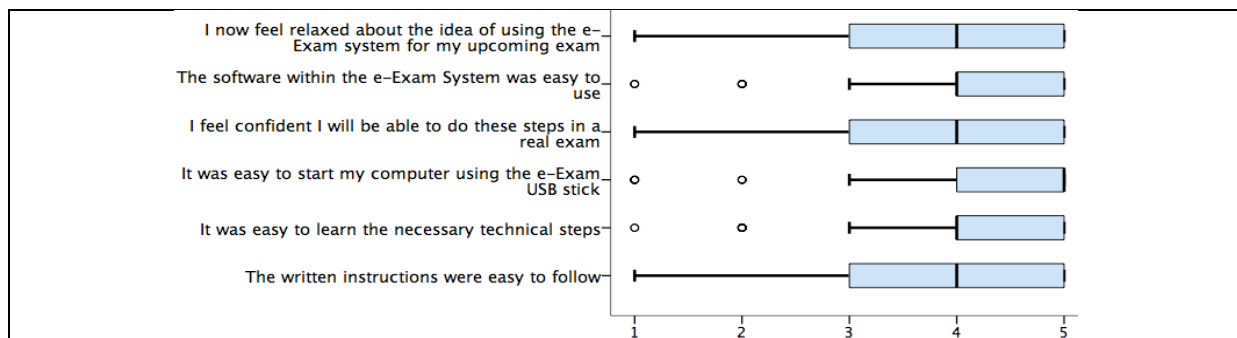 I now feel relaxed about the idea of using the e-
Exam system for my upcoming exam
The software within the e-Exam System was easy to
use
I feel confident I will be able to do these steps in a
real exam
It was easy to start my computer using the e-Exam
USB stick
It was easy to learn the necessary technical steps
The written instructions were easy to follow
1 2 3 4 5